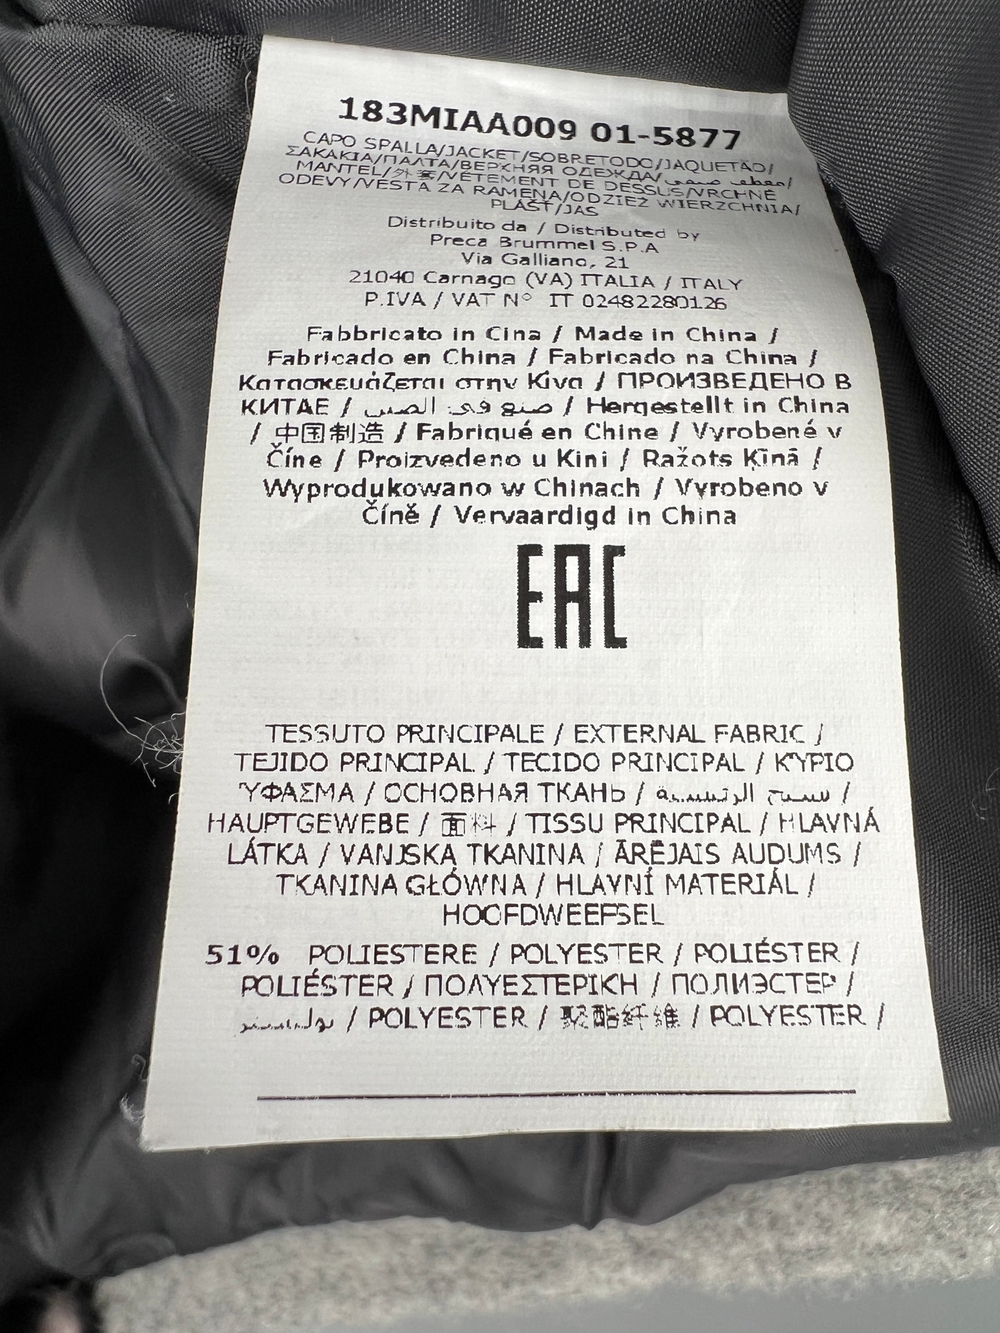 183MIAA009 01-5877
CAPO SPALLA/JACKET/SOBRETODO/JAQUETÃO/
ΣAKAKIA/ΠAΛTA/ВЕРХНЯЯ ОДЕЖДА/
MANTEL/外套/VÊTEMENT DE DESSUS/VRCHNÉ
ODEVY/VESTA ZA RAMENA/ODZIEŻ WIERZCHNIA/
PLÁŠŤ/JAS
Distribuito da / Distributed by
Preca Brummel S.P.A
Via Galliano, 21
21040 Carnago (VA) ITALIA / ITALY
P.IVA / VAT N° IT 02482280126
Fabbricato in Cina / Made in China /
Fabricado en China / Fabricado na China /
Κατασκευάζεται στην Κίνα / ПРОИЗВЕДЕНО В
КИТАЕ / صنع في الصين / Hergestellt in China
/ 中国制造 / Fabriqué en Chine / Vyrobené v
Číne / Proizvedeno u Kini / Ražots Ķīnā /
Wyprodukowano w Chinach / Vyrobeno v
Číně / Vervaardigd in China
EAC
TESSUTO PRINCIPALE / EXTERNAL FABRIC /
TEJIDO PRINCIPAL / TECIDO PRINCIPAL / ΚΎΡΙΟ
ΎΦΑΣΜΑ / ОСНОВНАЯ ТКАНЬ / نسيج الرئيسية /
HAUPTGEWEBE / 面料 / TISSU PRINCIPAL / HLAVNÁ
LÁTKA / VANJSKA TKANINA / ĀRĒJAIS AUDUMS /
TKANINA GŁÓWNA / HLAVNÍ MATERIÁL /
HOOFDWEEFSEL
51% POLIESTERE / POLYESTER / POLIÉSTER /
POLIÉSTER / ΠΟΛΥΕΣΤΕΡΙΚΗ / ПОЛИЭСТЕР /
بوليستر / POLYESTER / 聚酯纤维 / POLYESTER /